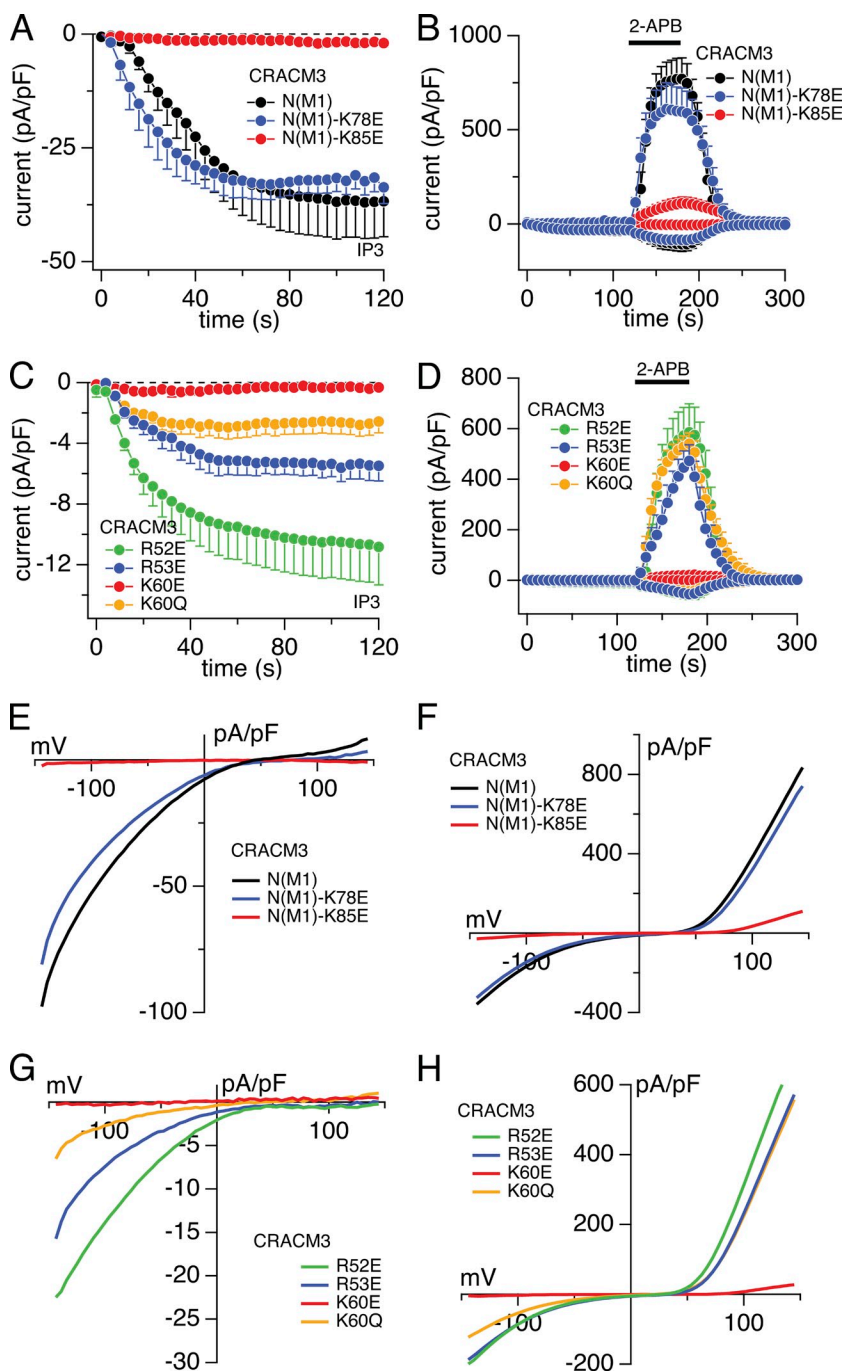 A
0
-25
-50
current (pA/pF)
CRACM3
N(M1)
N(M1)-K78E
N(M1)-K85E
IP3
0 40 80 120
time (s)
B
2-APB
1000
500
0
current (pA/pF)
CRACM3
N(M1)
N(M1)-K78E
N(M1)-K85E
0 100 200 300
time (s)
C
0
-4
-8
-12
current (pA/pF)
CRACM3
R52E
R53E
K60E
K60Q
IP3
0 40 80 120
time (s)
D
2-APB
800
600
400
200
0
current (pA/pF)
CRACM3
R52E
R53E
K60E
K60Q
0 100 200 300
time (s)
E
mV
pA/pF
-100 100
-50
-100
CRACM3
N(M1)
N(M1)-K78E
N(M1)-K85E
F
pA/pF
CRACM3
N(M1)
N(M1)-K78E
N(M1)-K85E
800
400
mV
-100 100
-400
G
mV
pA/pF
-100 100
-5
-10
-15
-20
-25
-30
CRACM3
R52E
R53E
K60E
K60Q
H
pA/pF
600
CRACM3
R52E
R53E
K60E
K60Q
400
200
mV
-100 100
-200